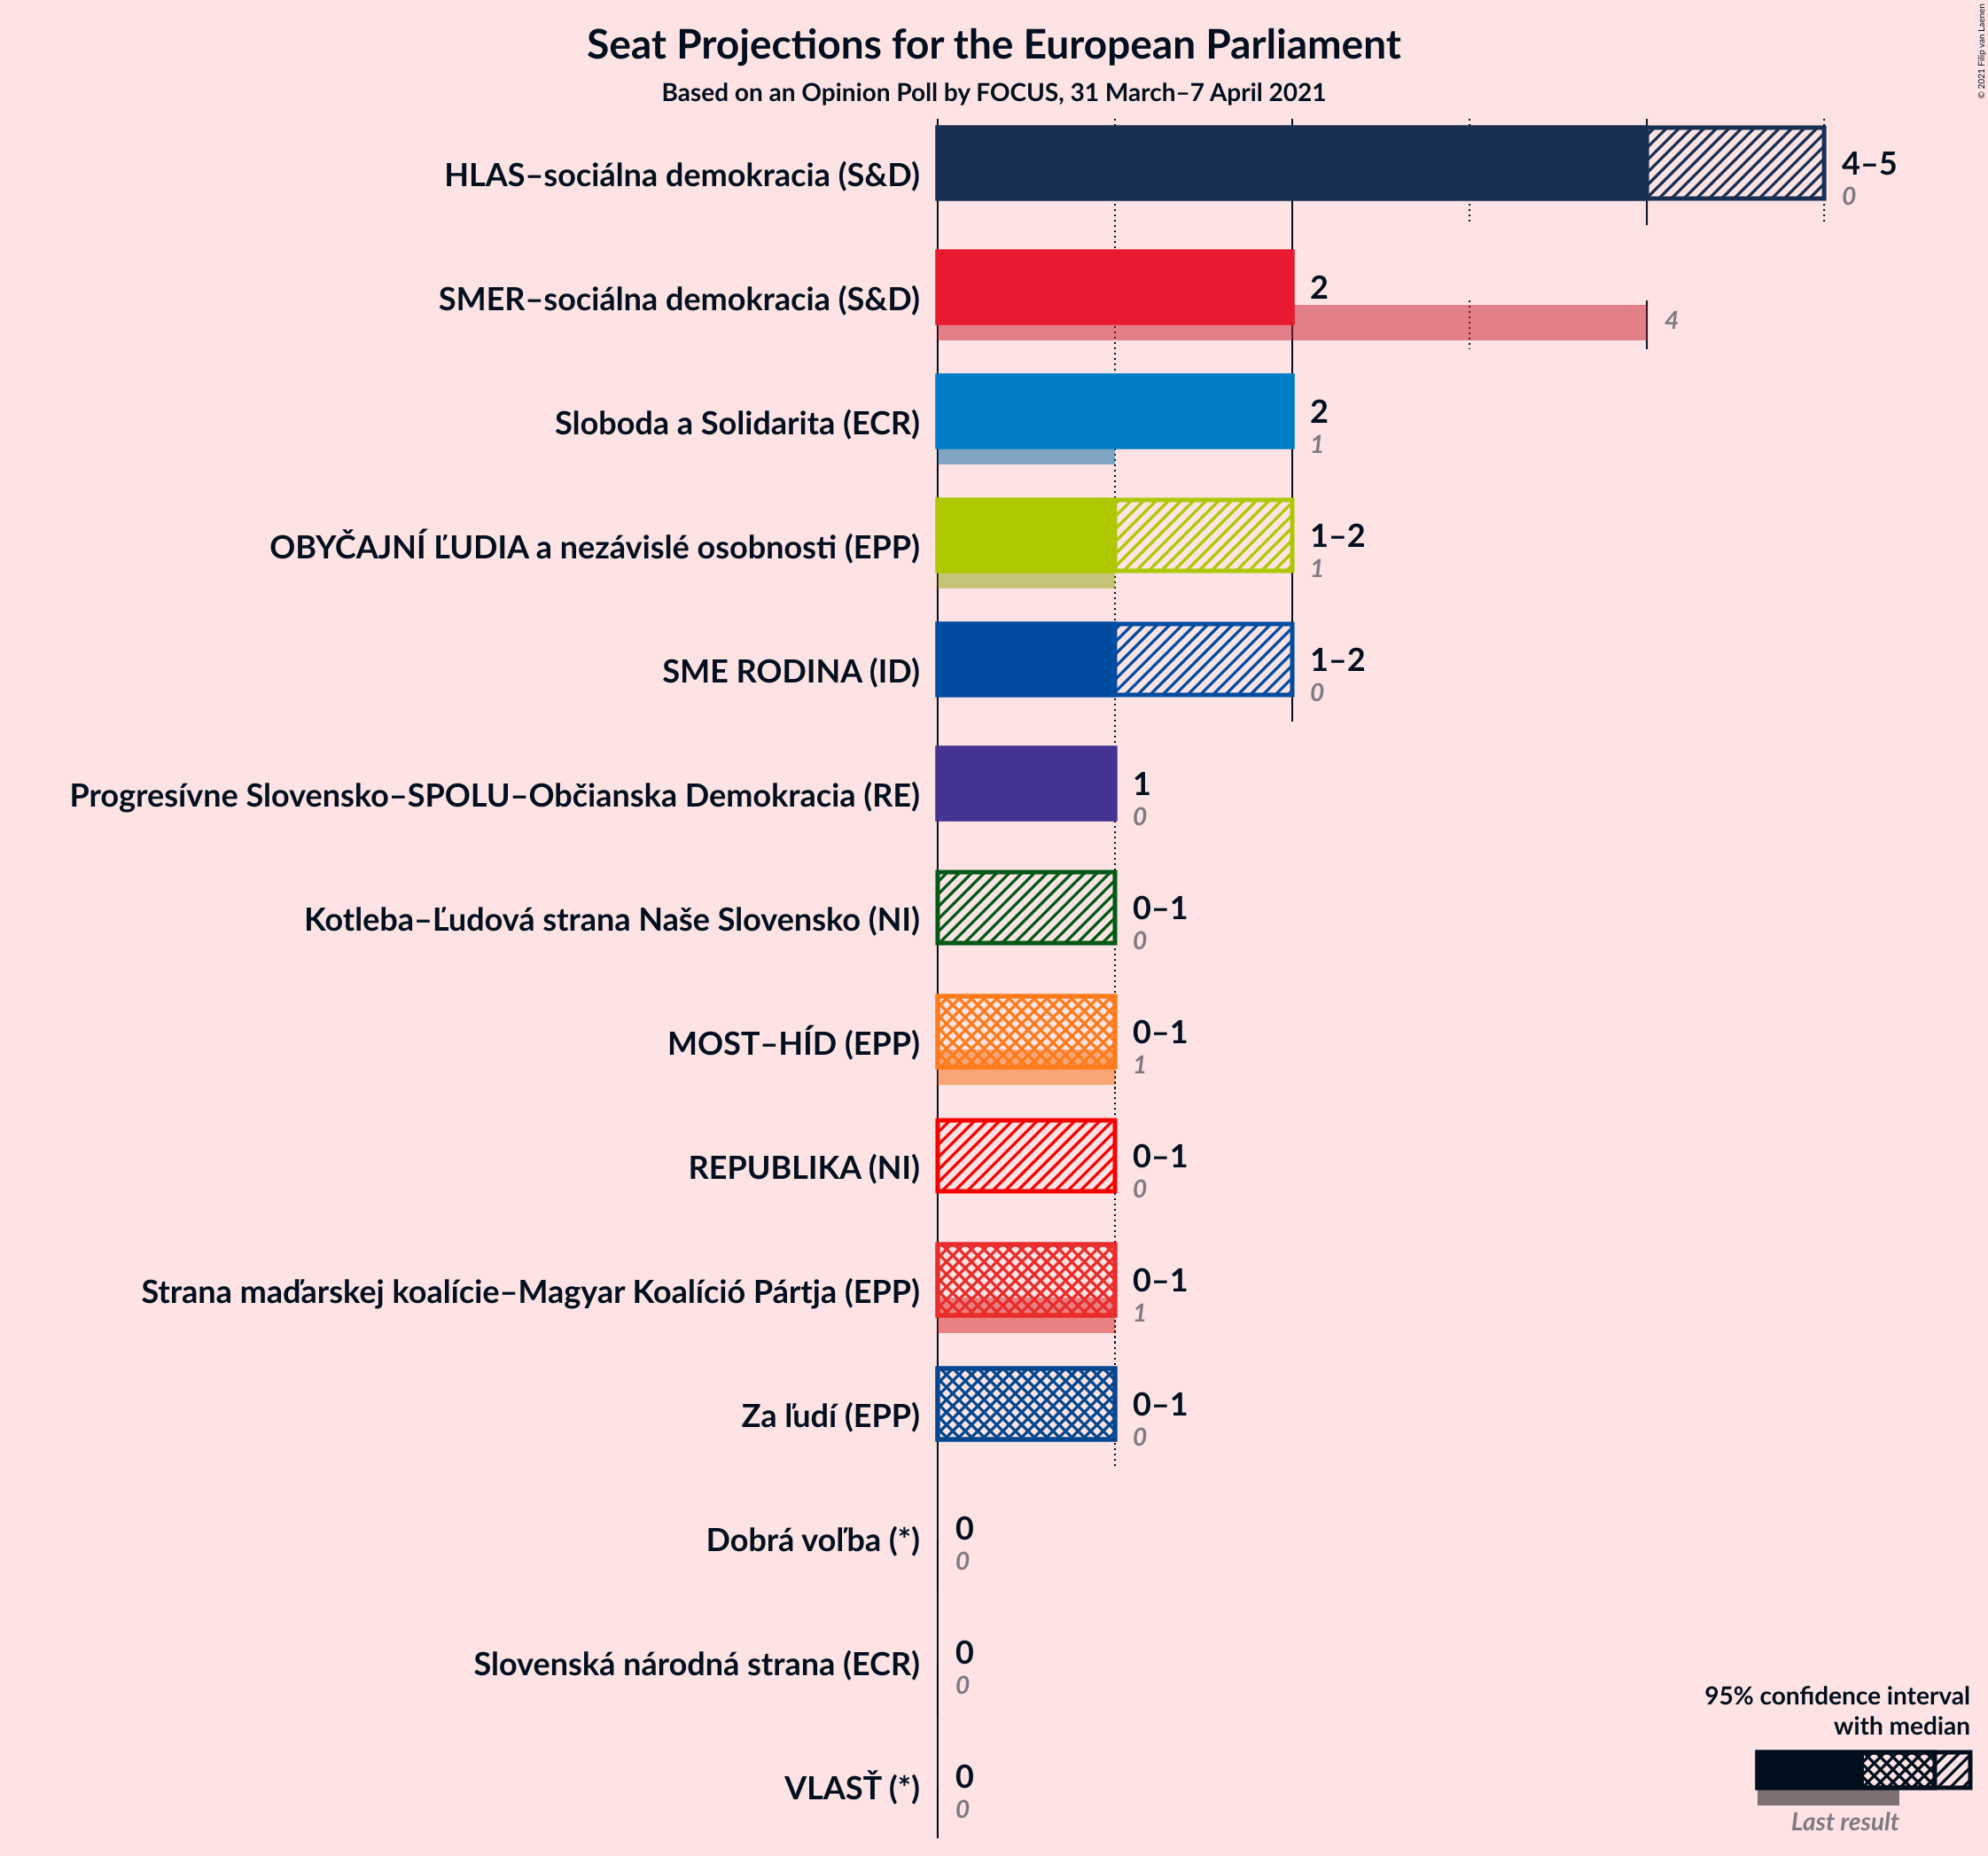 Seat Projections for the European Parliament
Based on an Opinion Poll by FOCUS, 31 March–7 April 2021
© 2021 Filip van Laenen
HLAS–sociálna demokracia (S&D)
4–5
0
SMER–sociálna demokracia (S&D)
2
4
Sloboda a Solidarita (ECR)
2
1
OBYČAJNÍ ĽUDIA a nezávislé osobnosti (EPP)
1–2
1
SME RODINA (ID)
1–2
0
Progresívne Slovensko–SPOLU–Občianska Demokracia (RE)
1
0
Kotleba–Ľudová strana Naše Slovensko (NI)
0–1
0
MOST–HÍD (EPP)
0–1
1
REPUBLIKA (NI)
0–1
0
Strana maďarskej koalície–Magyar Koalíció Pártja (EPP)
0–1
1
Za ľudí (EPP)
0–1
0
Dobrá voľba (*)
0
0
Slovenská národná strana (ECR)
0
0
VLASŤ (*)
0
0
95% confidence interval
with median
Last result